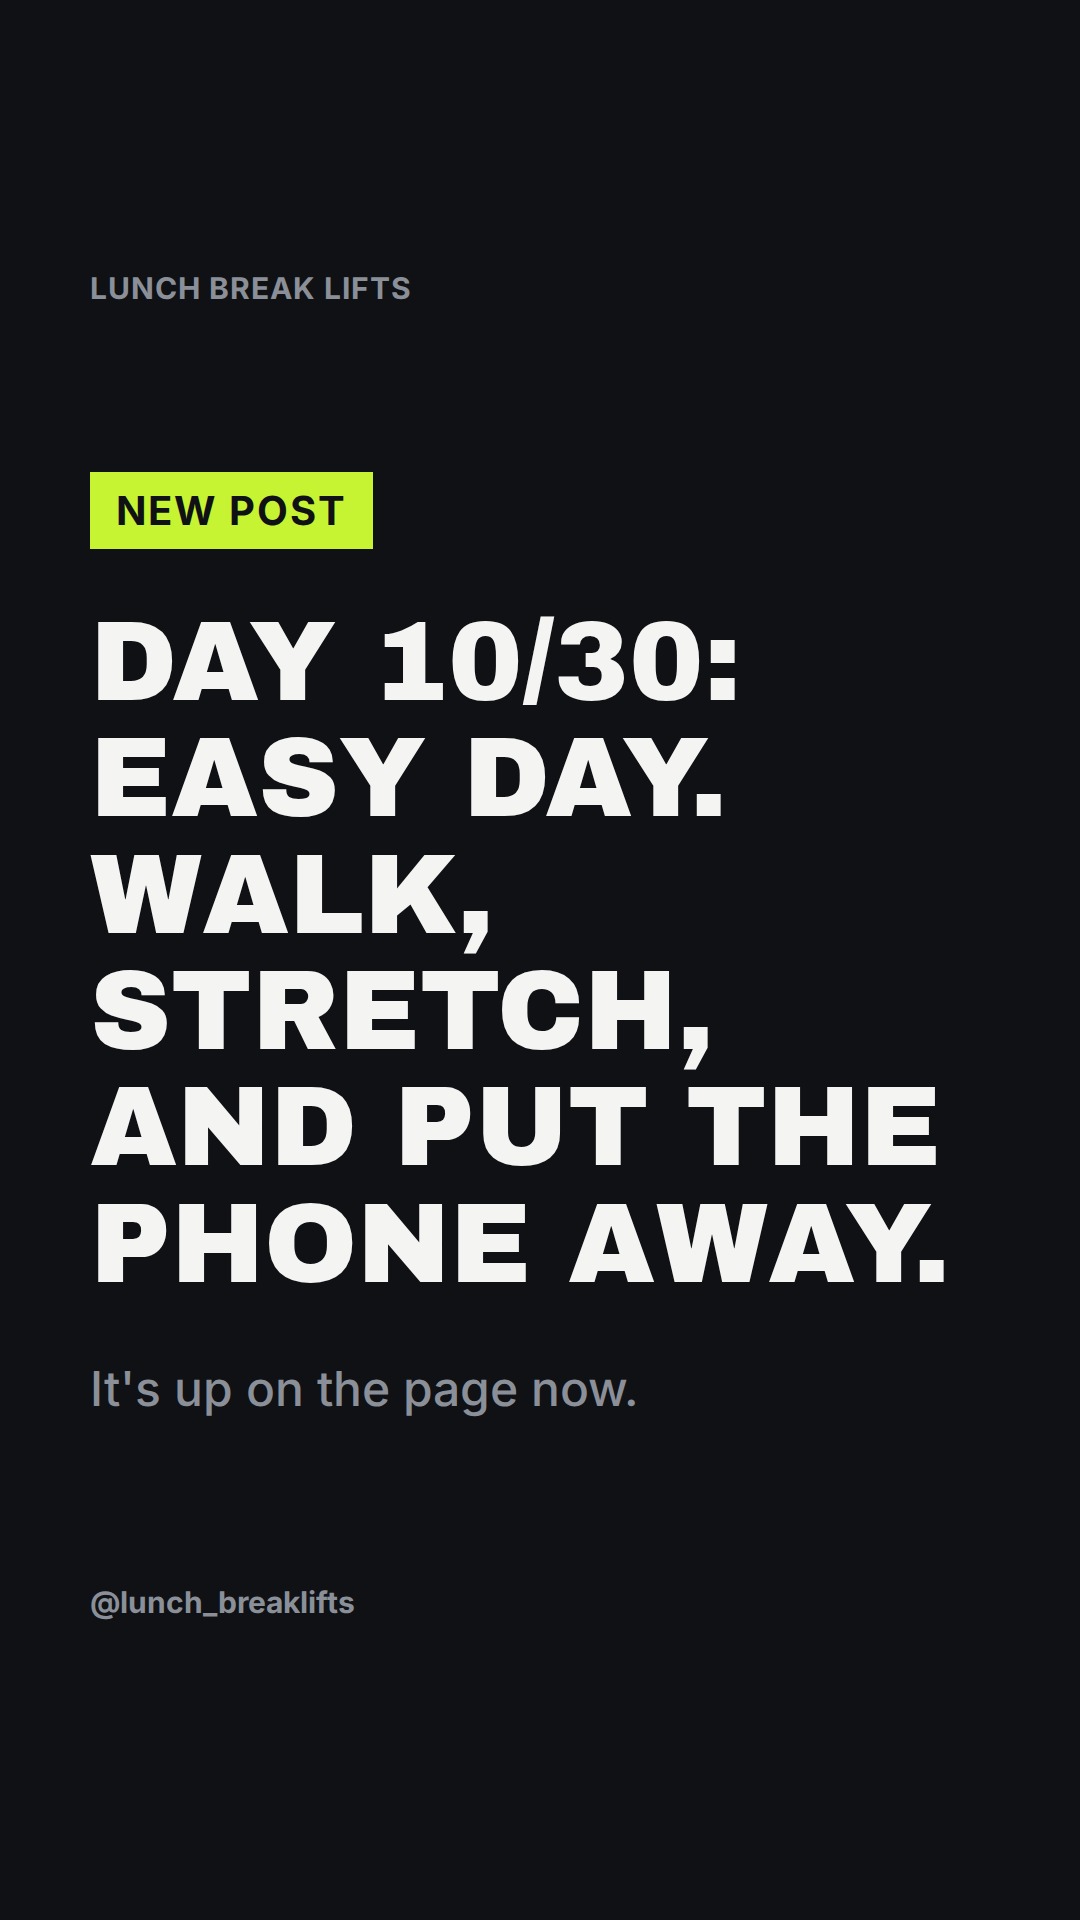 LUNCH BREAK LIFTS
NEW POST
DAY 10/30:
EASY DAY.
WALK,
STRETCH,
AND PUT THE
PHONE AWAY.
It's up on the page now.
@lunch_breaklifts